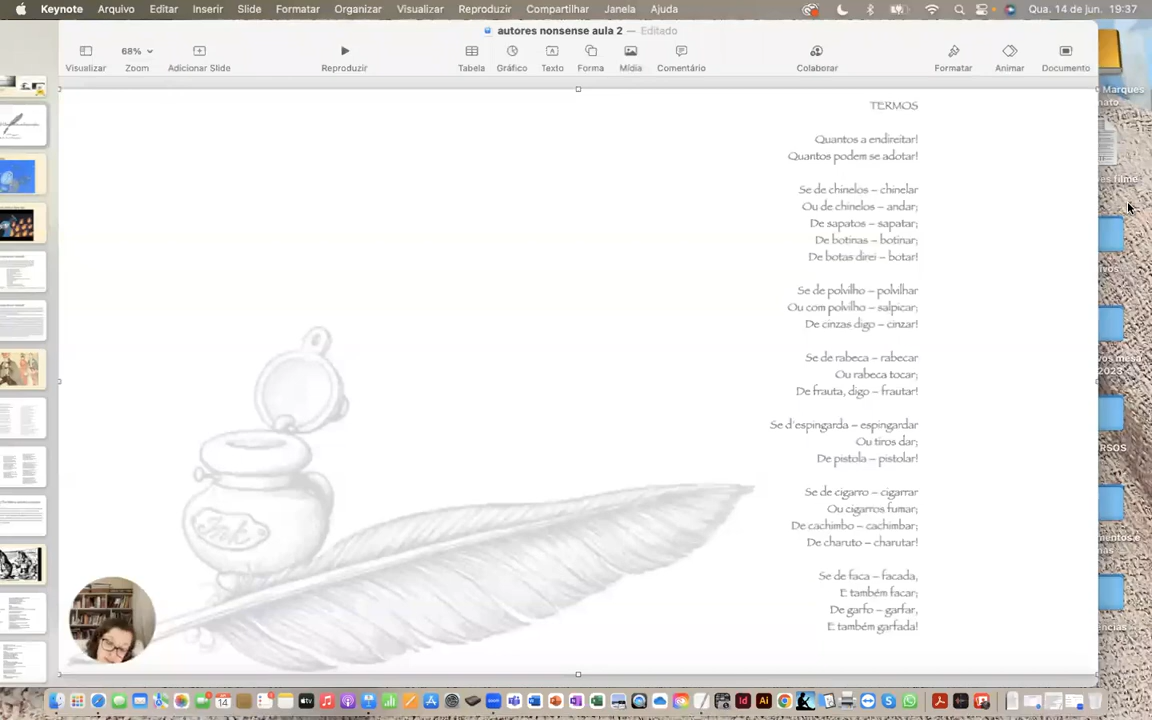 Keynote Arquivo Editar Inserir Slide Formatar Organizar Visualizar Reproduzir Compartilhar Janela Ajuda Qua. 14 de jun. 19:37
autores nonsense aula 2 — Editado
68%
Visualizar Zoom Adicionar Slide Reproduzir Tabela Gráfico Texto Forma Mídia Comentário Colaborar Formatar Animar Documento
TERMOS
Quantos a endireitar!
Quantos podem se adotar!
Se de chinelos – chinelar
Ou de chinelos – andar;
De sapatos – sapatar;
De botinas – botinar;
De botas direi – botar!
Se de polvilho – polvilhar
Ou com polvilho – salpicar;
De cinzas digo – cinzar!
Se de rabeca – rabecar
Ou rabeca tocar;
De frauta, digo – frautar!
Se d'espingarda – espingardar
Ou tiros dar;
De pistola – pistolar!
Se de cigarro – cigarrar
Ou cigarros fumar;
De cachimbo – cachimbar;
De charuto – charutar!
Se de faca – facada,
E também facar;
De garfo – garfar,
E também garfada!
Ink
Marques
filme
2023